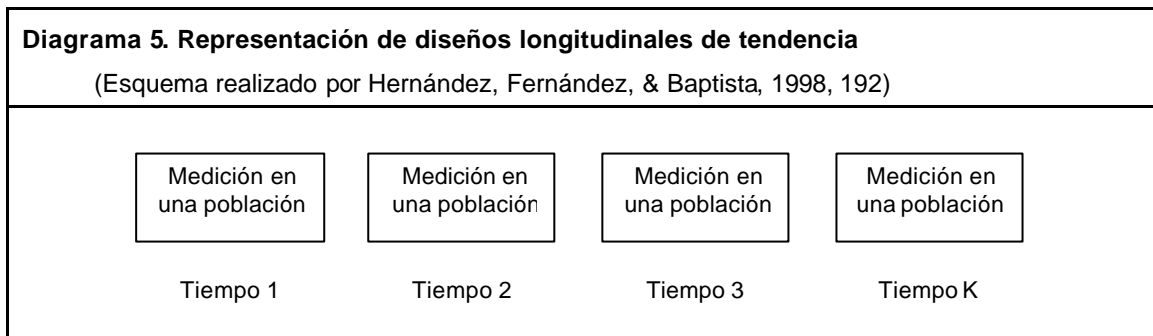 Diagrama 5. Representación de diseños longitudinales de tendencia
(Esquema realizado por Hernández, Fernández, & Baptista, 1998, 192)
Medición en
una población
Medición en
una población
Medición en
una población
Medición en
una población
Tiempo 1
Tiempo 2
Tiempo 3
Tiempo K